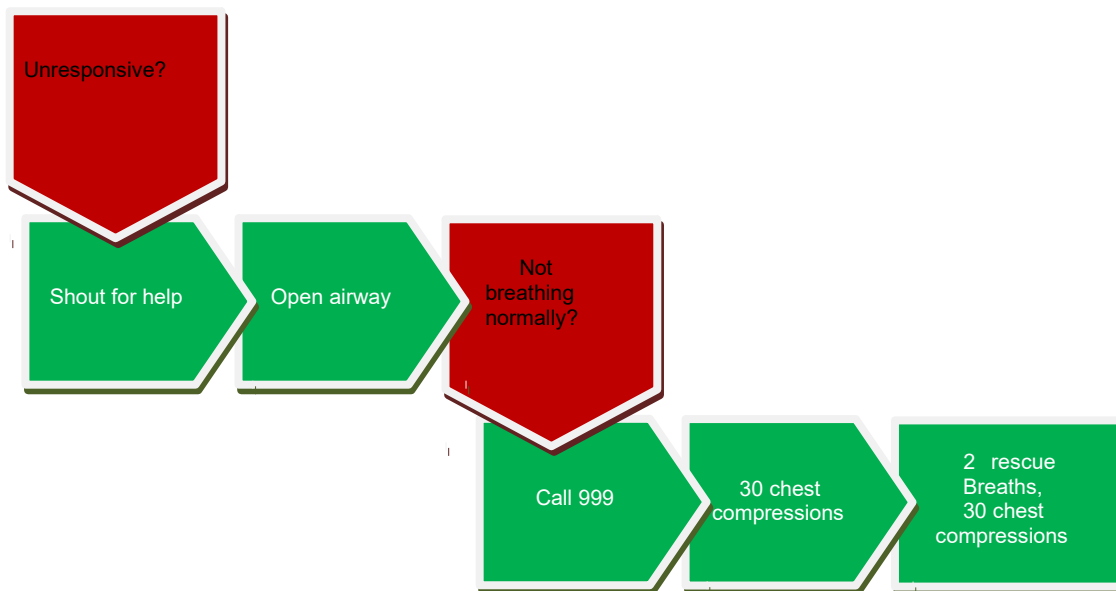 Unresponsive?
Shout for help
Open airway
Not
breathing
normally?
Call 999
30 chest
compressions
2 rescue
Breaths,
30 chest
compressions